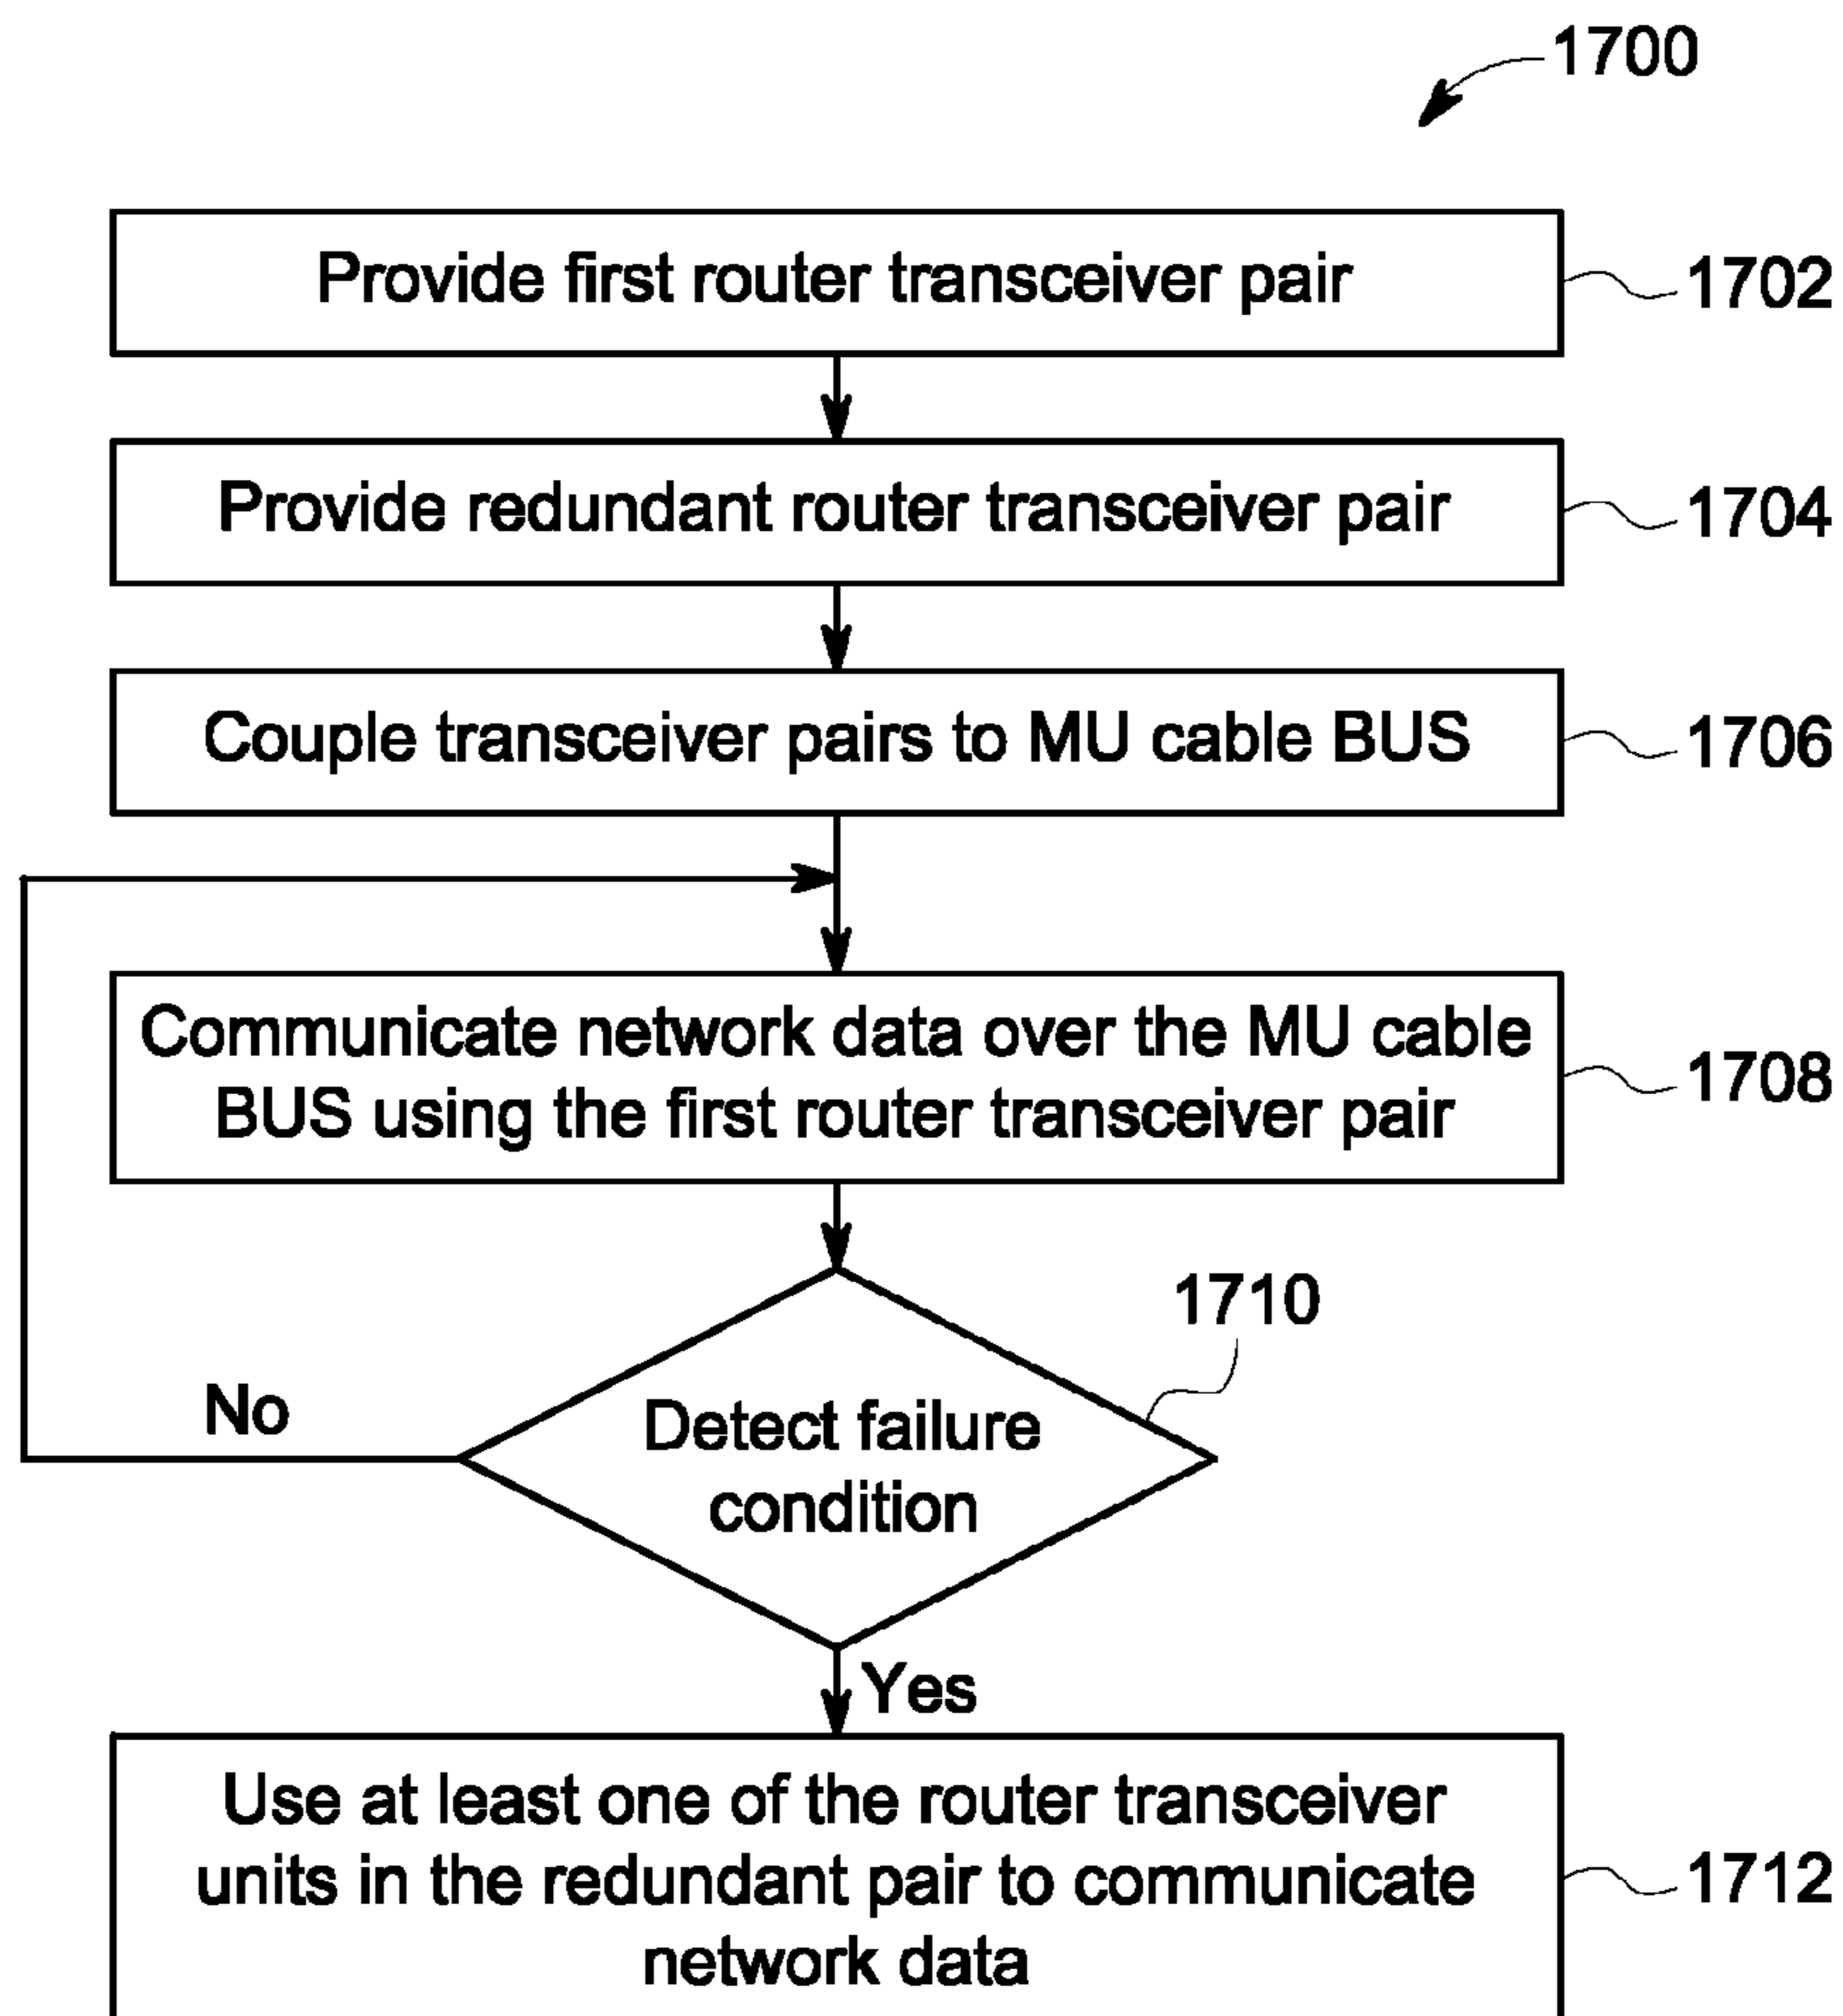 1700
Provide first router transceiver pair
1702
Provide redundant router transceiver pair
1704
Couple transceiver pairs to MU cable BUS
1706
Communicate network data over the MU cable
BUS using the first router transceiver pair
1708
1710
Detect failure
condition
No
Yes
Use at least one of the router transceiver
units in the redundant pair to communicate
network data
1712